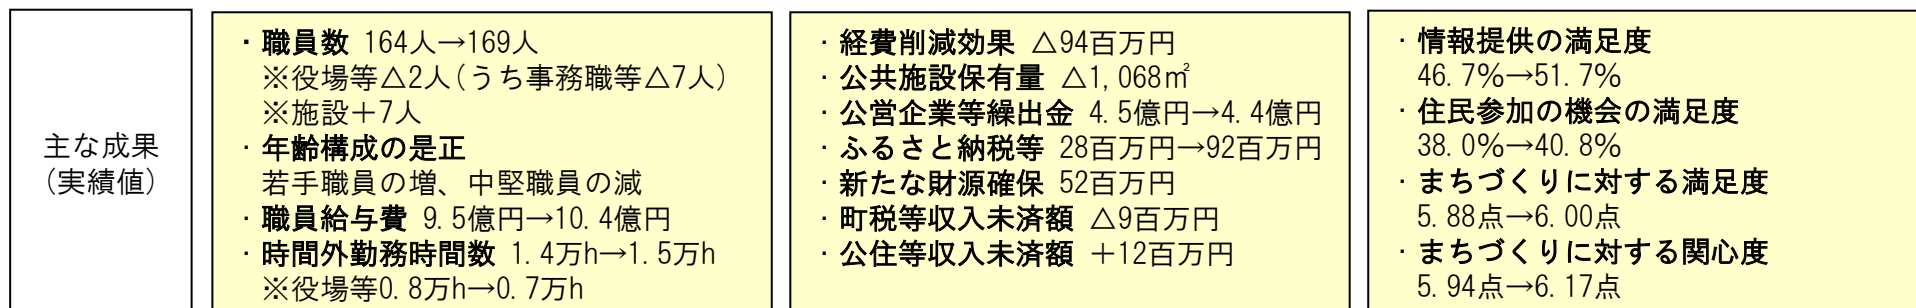 主な成果
(実績値)
・職員数 164人→169人
※役場等△2人(うち事務職等△7人)
※施設＋7人
・年齢構成の是正
若手職員の増、中堅職員の減
・職員給与費 9.5億円→10.4億円
・時間外勤務時間数 1.4万h→1.5万h
※役場等0.8万h→0.7万h
・経費削減効果 △94百万円
・公共施設保有量 △1,068㎡
・公営企業等繰出金 4.5億円→4.4億円
・ふるさと納税等 28百万円→92百万円
・新たな財源確保 52百万円
・町税等収入未済額 △9百万円
・公住等収入未済額 ＋12百万円
・情報提供の満足度
46.7%→51.7%
・住民参加の機会の満足度
38.0%→40.8%
・まちづくりに対する満足度
5.88点→6.00点
・まちづくりに対する関心度
5.94点→6.17点